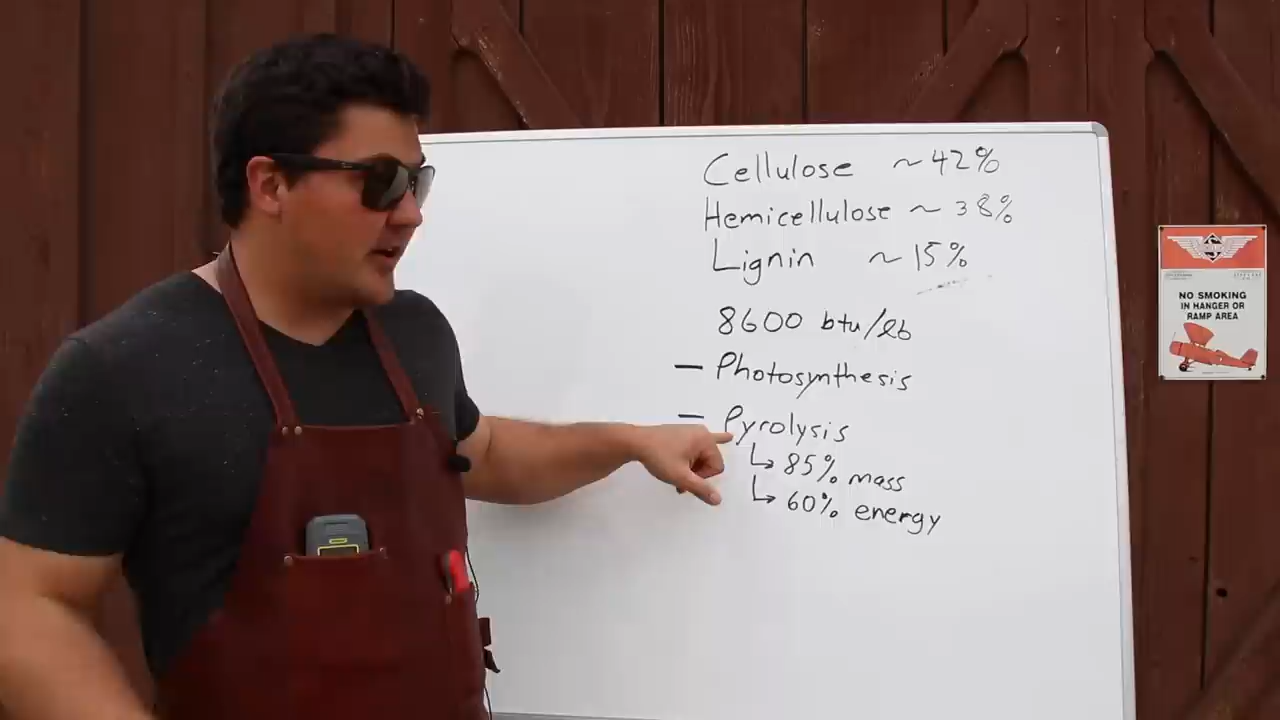 Cellulose ~42%
Hemicellulose ~38%
Lignin ~15%
8600 btu/lb
- Photosynthesis
- Pyrolysis
↳ 85% mass
↳ 60% energy
NO SMOKING
IN HANGER OR
RAMP AREA